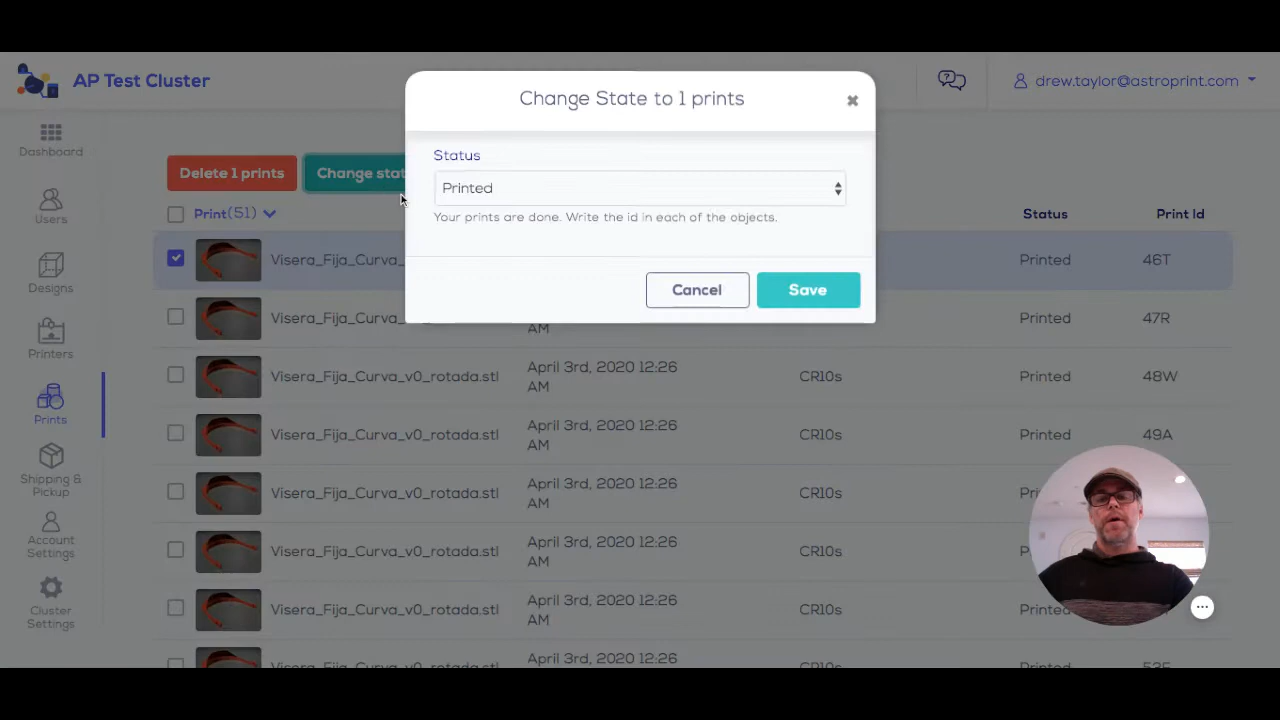 AP Test Cluster
drew.taylor@astroprint.com
Change State to 1 prints
Status
Printed
Your prints are done. Write the id in each of the objects.
Cancel
Save
Dashboard
Users
Designs
Printers
Prints
Shipping &
Pickup
Account
Settings
Cluster
Settings
Delete 1 prints
Change stat
Print(51)
Status
Print Id
Visera_Fija_Curva_
Printed
46T
Visera_Fija_Curva_
AM
Printed
47R
Visera_Fija_Curva_v0_rotada.stl
April 3rd, 2020 12:26
AM
CR10s
Printed
48W
Visera_Fija_Curva_v0_rotada.stl
April 3rd, 2020 12:26
AM
CR10s
Printed
49A
Visera_Fija_Curva_v0_rotada.stl
April 3rd, 2020 12:26
AM
CR10s
Visera_Fija_Curva_v0_rotada.stl
April 3rd, 2020 12:26
AM
CR10s
Visera_Fija_Curva_v0_rotada.stl
April 3rd, 2020 12:26
AM
CR10s
Visera_Fija_Curva_v0_rotada.stl
April 3rd, 2020 12:26
CR10s
Printed